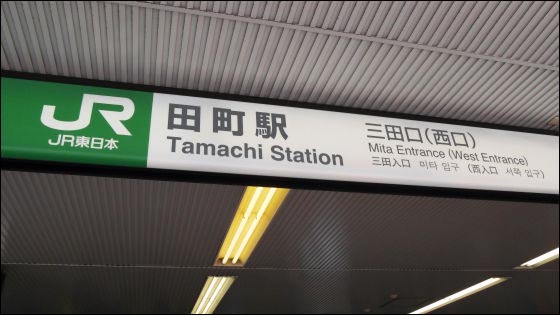 JR
JR東日本
田町駅
Tamachi Station
三田口(西口)
Mita Entrance (West Entrance)
三田入口 미타 입구 (西入口 서쪽 입구)